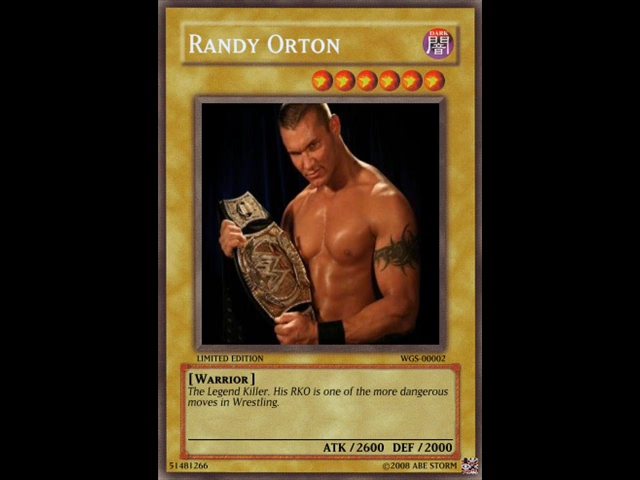 RANDY ORTON
DARK
闇
LIMITED EDITION
WGS-00002
[WARRIOR]
The Legend Killer. His RKO is one of the more dangerous
moves in Wrestling.
ATK / 2600 DEF / 2000
51481266
©2008 ABE STORM